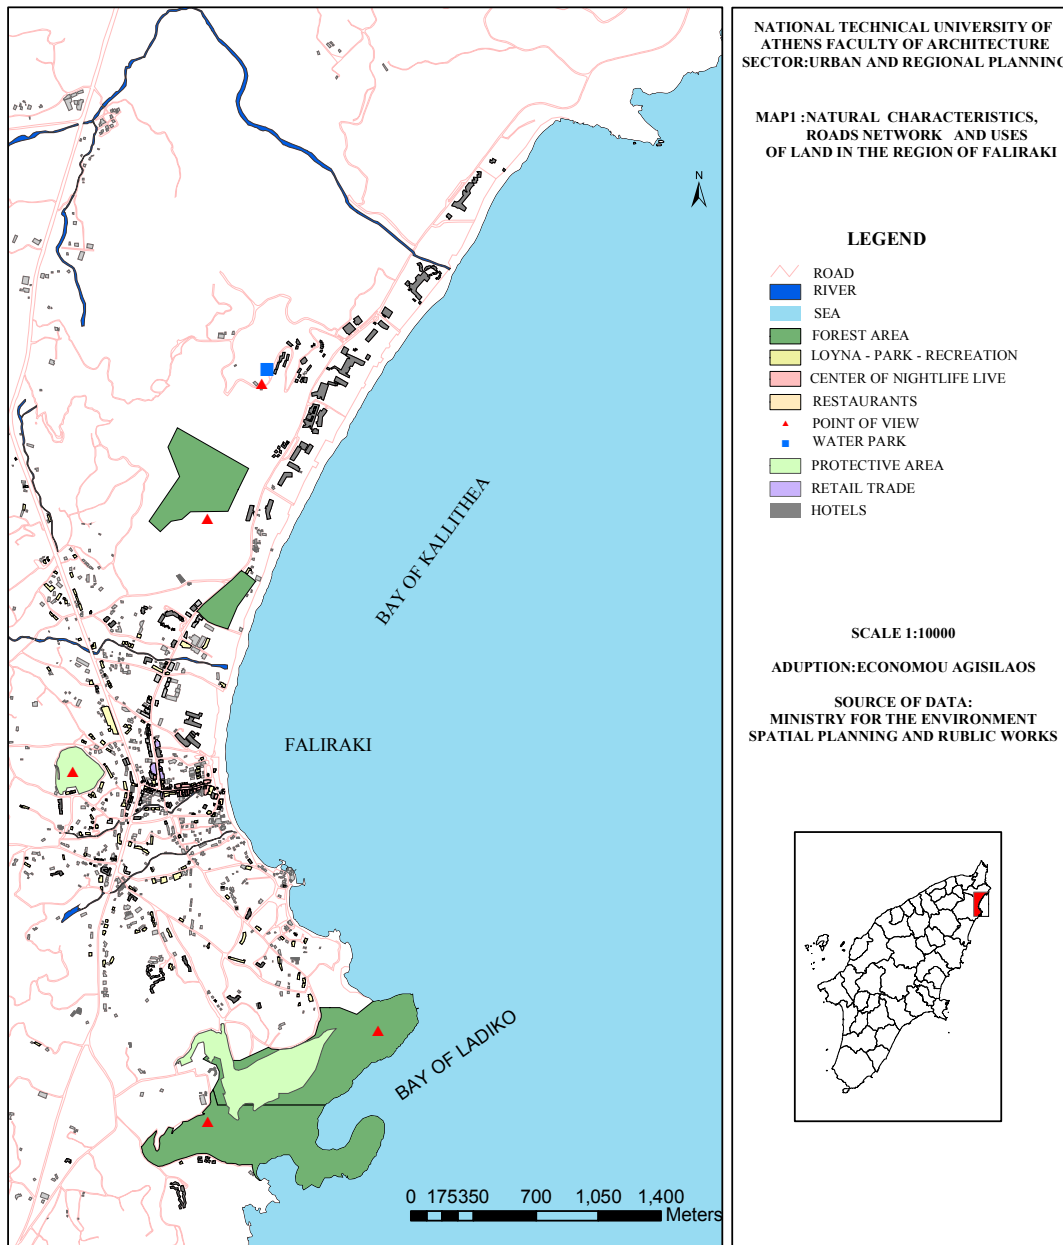 NATIONAL TECHNICAL UNIVERSITY OF
ATHENS FACULTY OF ARCHITECTURE
SECTOR:URBAN AND REGIONAL PLANNING
MAP1 :NATURAL CHARACTERISTICS,
ROADS NETWORK AND USES
OF LAND IN THE REGION OF FALIRAKI
LEGEND
ROAD
RIVER
SEA
FOREST AREA
LOYNA - PARK - RECREATION
CENTER OF NIGHTLIFE LIVE
RESTAURANTS
POINT OF VIEW
WATER PARK
PROTECTIVE AREA
RETAIL TRADE
HOTELS
SCALE 1:10000
ADUPTION:ECONOMOU AGISILAOS
SOURCE OF DATA:
MINISTRY FOR THE ENVIRONMENT
SPATIAL PLANNING AND RUBLIC WORKS
N
BAY OF KALLITHEA
FALIRAKI
BAY OF LADIKO
0 175350 700 1,050 1,400
Meters